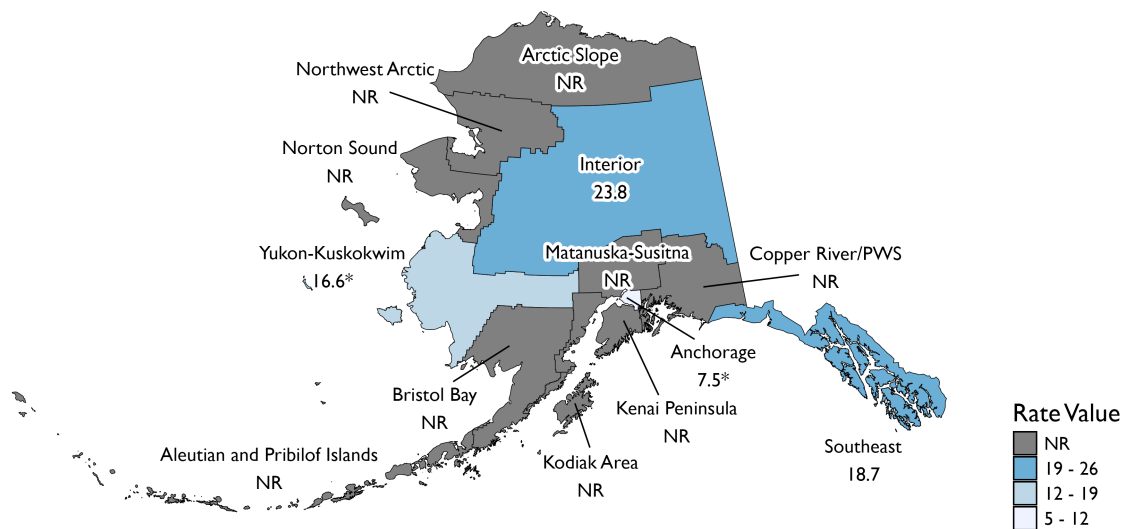 Arctic Slope
NR
Northwest Arctic
NR
Norton Sound
NR
Interior
23.8
Yukon-Kuskokwim
16.6*
Matanuska-Susitna
NR
Copper River/PWS
NR
Anchorage
7.5*
Bristol Bay
NR
Kenai Peninsula
NR
Aleutian and Pribilof Islands
NR
Kodiak Area
NR
Southeast
18.7
Rate Value
NR
19 - 26
12 - 19
5 - 12